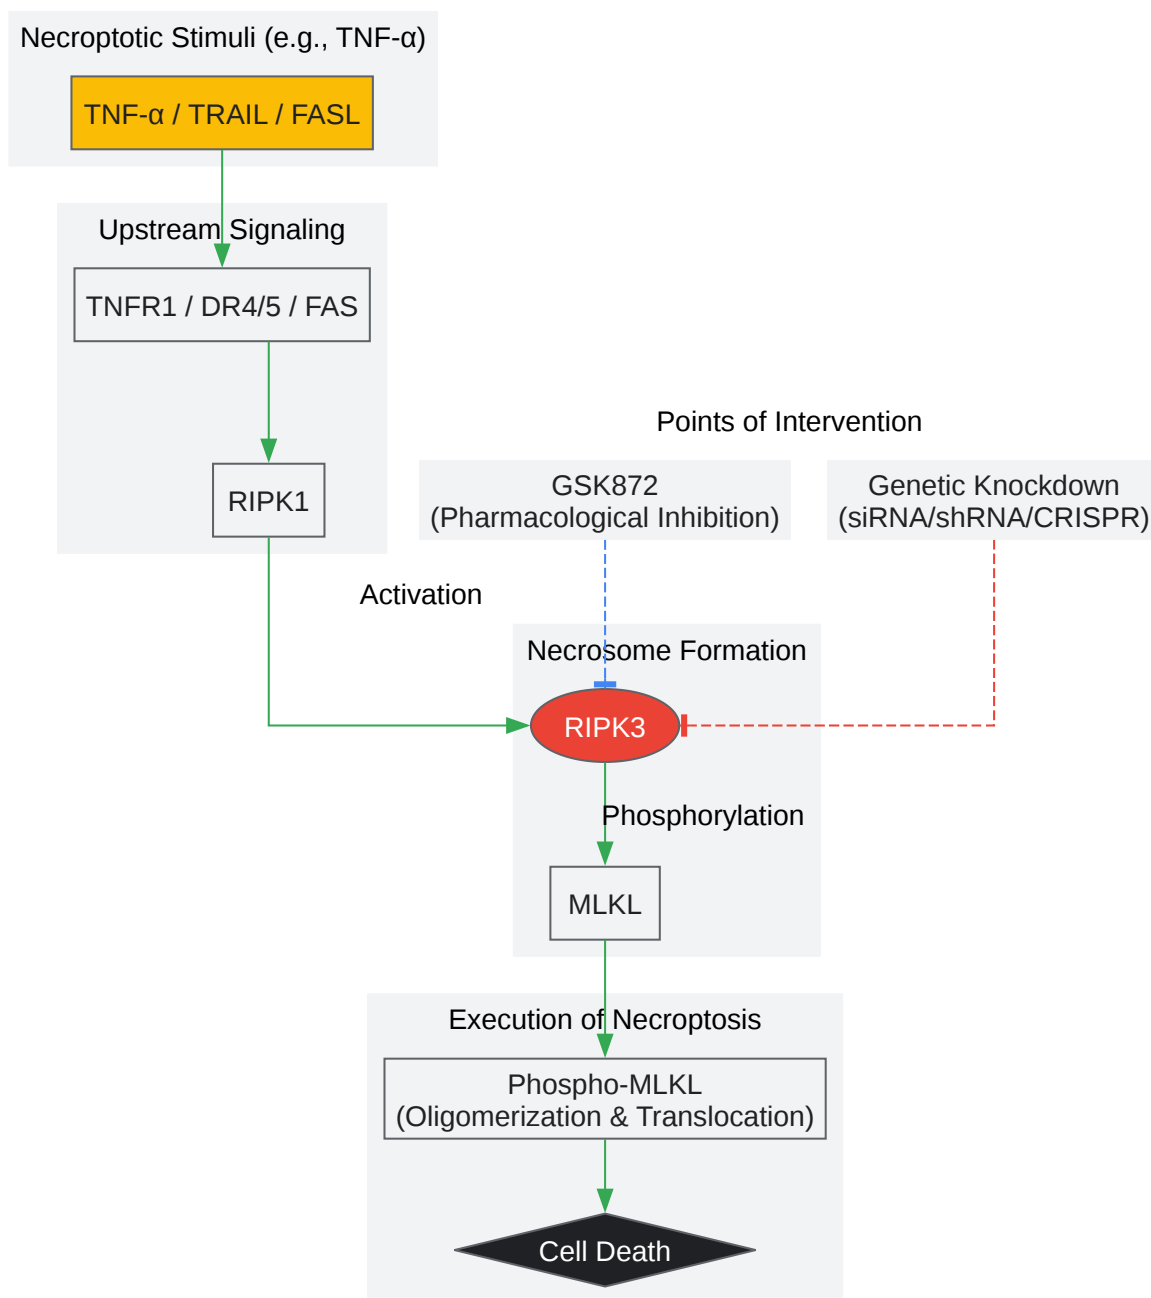 Necroptotic Stimuli (e.g., TNF-α)
TNF-α / TRAIL / FASL
Upstream Signaling
TNFR1 / DR4/5 / FAS
RIPK1
Points of Intervention
GSK872
(Pharmacological Inhibition)
Genetic Knockdown
(siRNA/shRNA/CRISPR)
Activation
Necrosome Formation
RIPK3
Phosphorylation
MLKL
Execution of Necroptosis
Phospho-MLKL
(Oligomerization & Translocation)
Cell Death